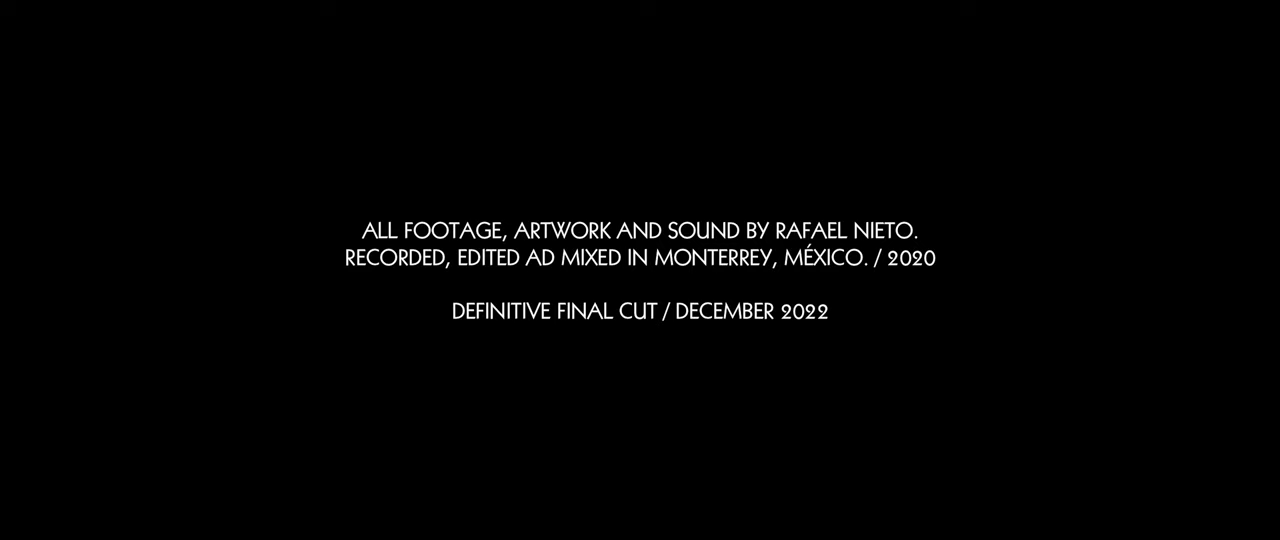 ALL FOOTAGE, ARTWORK AND SOUND BY RAFAEL NIETO.
RECORDED, EDITED AD MIXED IN MONTERREY, MÉXICO. / 2020
DEFINITIVE FINAL CUT / DECEMBER 2022